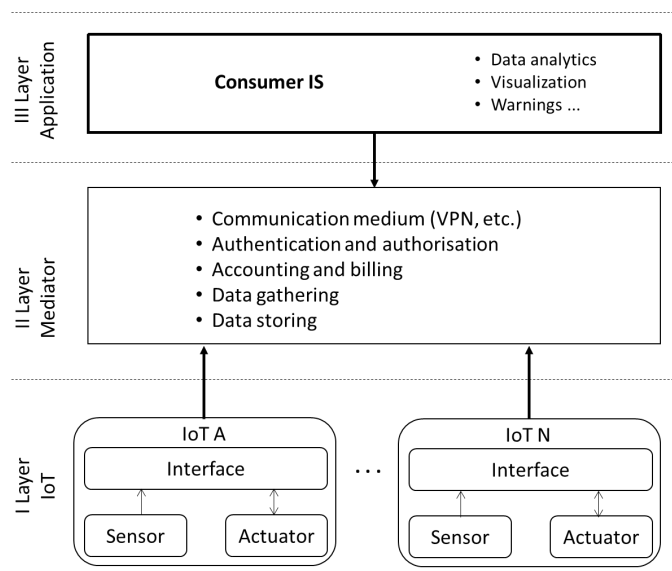 III Layer
Application
Consumer IS
• Data analytics
• Visualization
• Warnings ...
II Layer
Mediator
• Communication medium (VPN, etc.)
• Authentication and authorisation
• Accounting and billing
• Data gathering
• Data storing
I Layer
IoT
IoT A
Interface
Sensor
Actuator
...
IoT N
Interface
Sensor
Actuator